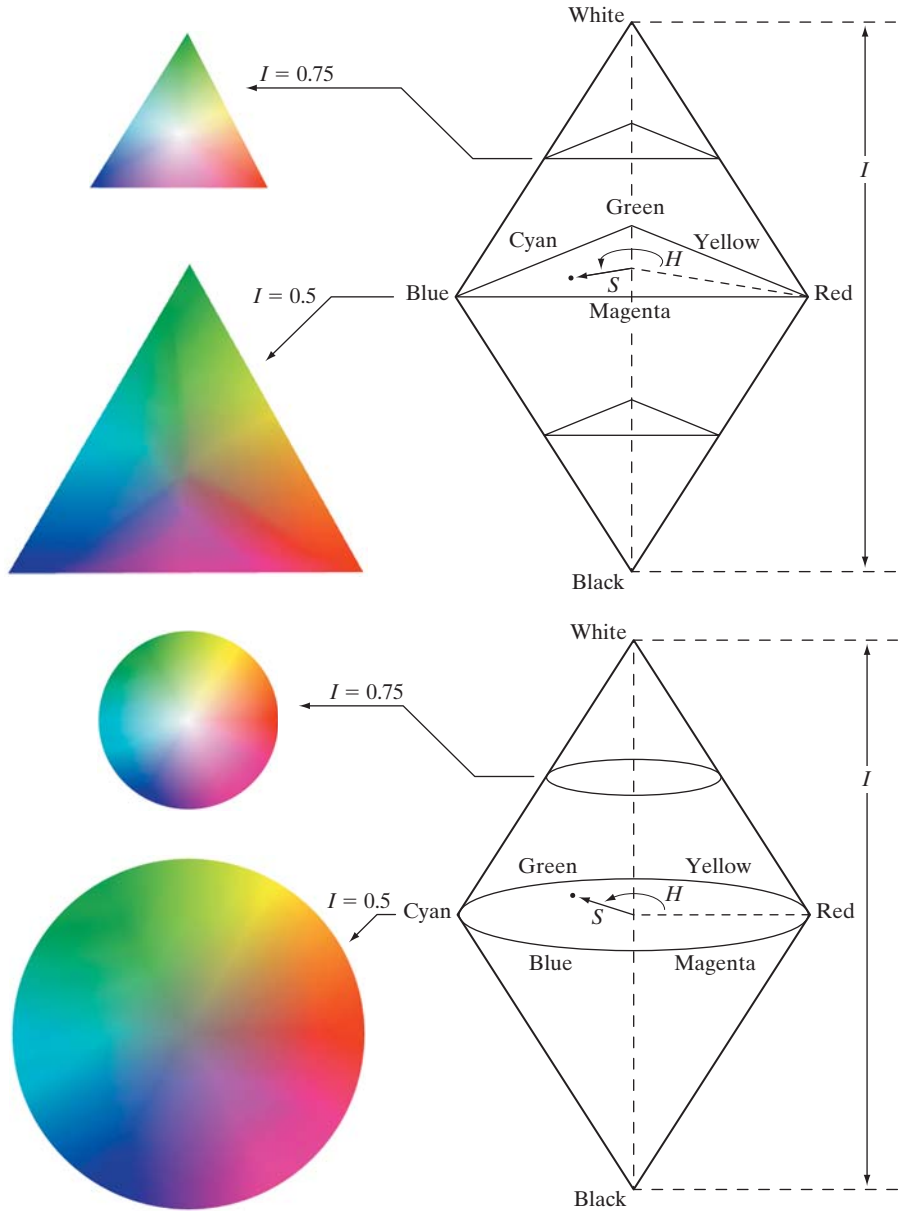 White
I = 0.75
I
Green
Cyan
Yellow
H
S
I = 0.5
Blue
Red
Magenta
Black
White
I = 0.75
I
Green
Yellow
H
I = 0.5
Cyan
S
Red
Blue
Magenta
Black